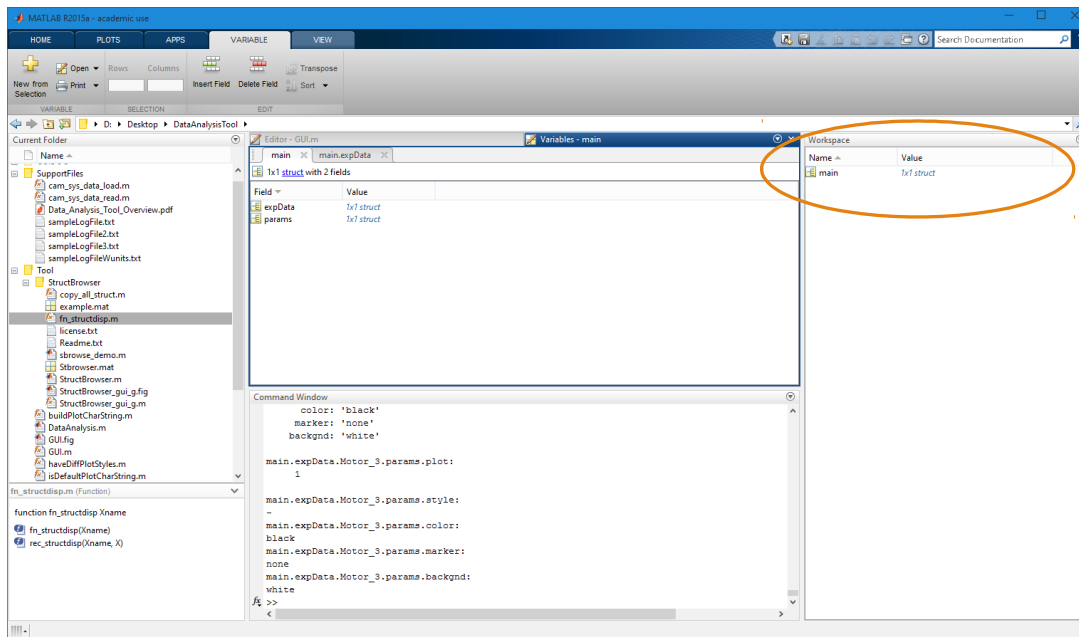 MATLAB R2015a - academic use
HOME PLOTS APPS VARIABLE VIEW
Search Documentation
New from Selection
Open
Print
Rows Columns
Insert Field Delete Field
Transpose
Sort
VARIABLE SELECTION EDIT
D: Desktop DataAnalysisTool
Current Folder
Name
SupportFiles
cam_sys_data_load.m
cam_sys_data_read.m
Data_Analysis_Tool_Overview.pdf
sampleLogFile.txt
sampleLogFile2.txt
sampleLogFile3.txt
sampleLogFileWunits.txt
Tool
StructBrowser
copy_all_struct.m
example.mat
fn_structdisp.m
license.txt
Readme.txt
sbrowse_demo.m
Stbrowser.mat
StructBrowser.m
StructBrowser_gui_g.fig
StructBrowser_gui_g.m
buildPlotCharString.m
DataAnalysis.m
GUI.fig
GUI.m
haveDiffPlotStyles.m
isDefaultPlotCharString.m
fn_structdisp.m (Function)
function fn_structdisp Xname
fn_structdisp(Xname)
rec_structdisp(Xname, X)
Editor - GUI.m
Variables - main
main main.expData
1x1 struct with 2 fields
Field Value
expData 1x1 struct
params 1x1 struct
Command Window
color: 'black'
marker: 'none'
backgnd: 'white'
main.expData.Motor_3.params.plot:
1
main.expData.Motor_3.params.style:
-
main.expData.Motor_3.params.color:
black
main.expData.Motor_3.params.marker:
none
main.expData.Motor_3.params.backgnd:
white
fx >>
Workspace
Name Value
main 1x1 struct